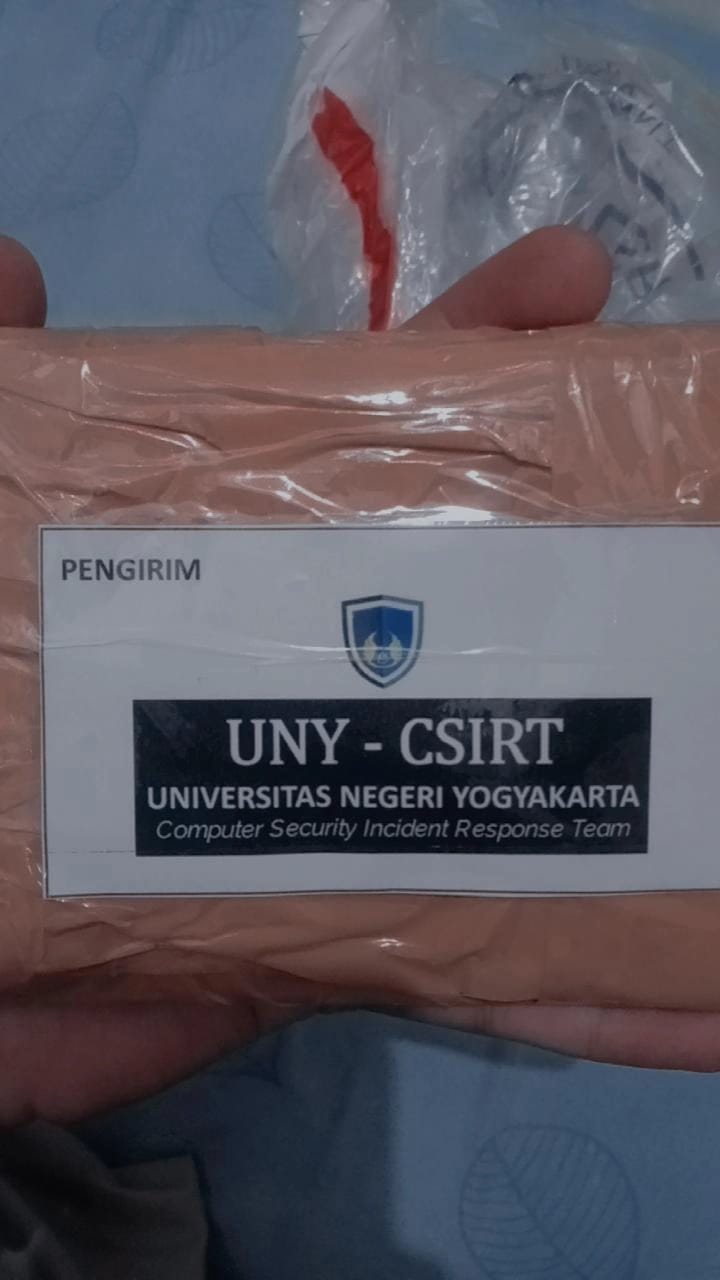 PENGIRIM
UNY - CSIRT
UNIVERSITAS NEGERI YOGYAKARTA
Computer Security Incident Response Team